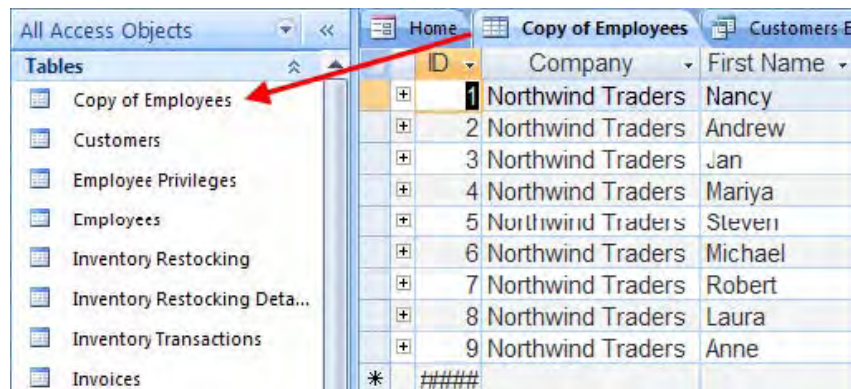 All Access Objects «
Tables
Copy of Employees
Customers
Employee Privileges
Employees
Inventory Restocking
Inventory Restocking Deta...
Inventory Transactions
Invoices
Home Copy of Employees Customers E
ID Company First Name
1 Northwind Traders Nancy
2 Northwind Traders Andrew
3 Northwind Traders Jan
4 Northwind Traders Mariya
5 Northwind Traders Steven
6 Northwind Traders Michael
7 Northwind Traders Robert
8 Northwind Traders Laura
9 Northwind Traders Anne
* #####